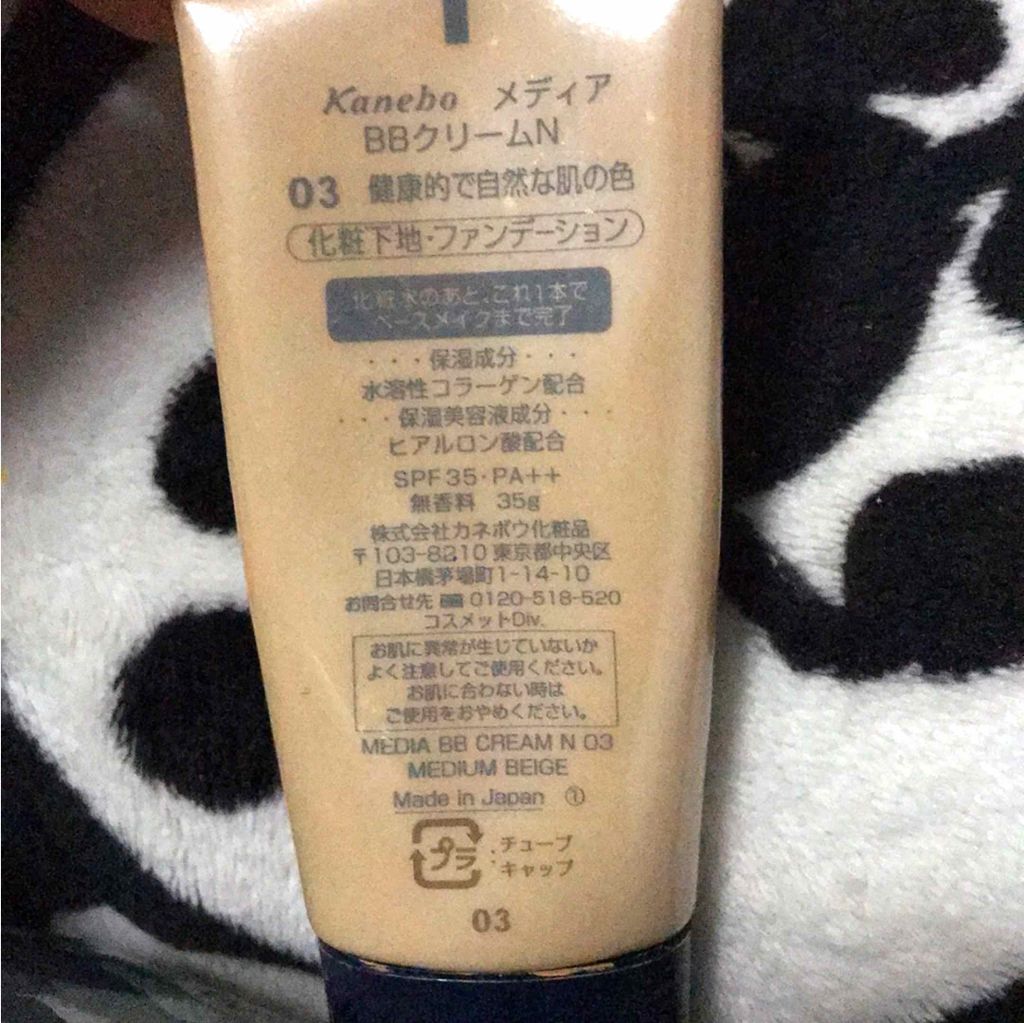 Kanebo メディア
BBクリームN
03 健康的で自然な肌の色
化粧下地・ファンデーション
化粧水のあと、これ1本で
ベースメイクまで完了
・・・保湿成分・・・
水溶性コラーゲン配合
・・・保湿美容液成分・・・
ヒアルロン酸配合
SPF35・PA++
無香料 35g
株式会社カネボウ化粧品
〒103-8210 東京都中央区
日本橋茅場町1-14-10
お問合せ先 0120-518-520
コスメットDiv.
お肌に異常が生じていないか
よく注意してご使用ください。
お肌に合わない時は
ご使用をおやめください。
MEDIA BB CREAM N 03
MEDIUM BEIGE
Made in Japan ①
プラ :チューブ
:キャップ
03